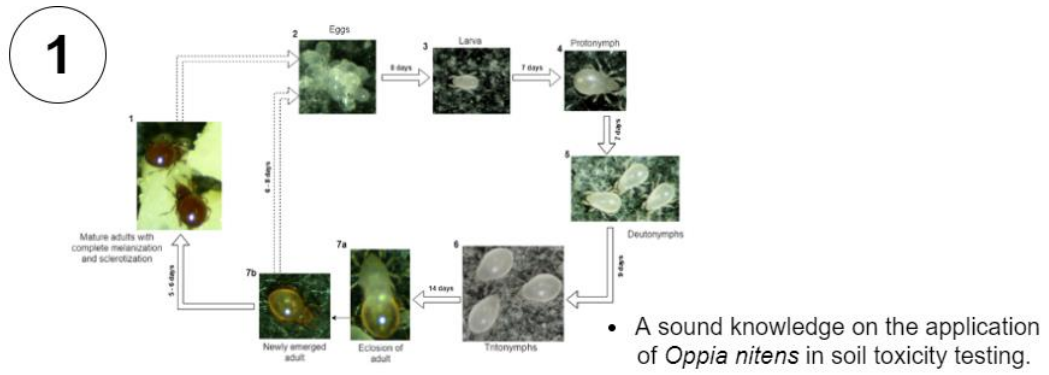 1
Eggs
2
6 days
3
Larva
7 days
4
Protonymph
7 days
5
Deutonymphs
9 days
6
Tritonymphs
14 days
7a
Eclosion of
adult
7b
Newly emerged
adult
6 - 8 days
5 - 6 days
1
Mature adults with
complete melanization
and sclerotization
• A sound knowledge on the application
of Oppia nitens in soil toxicity testing.